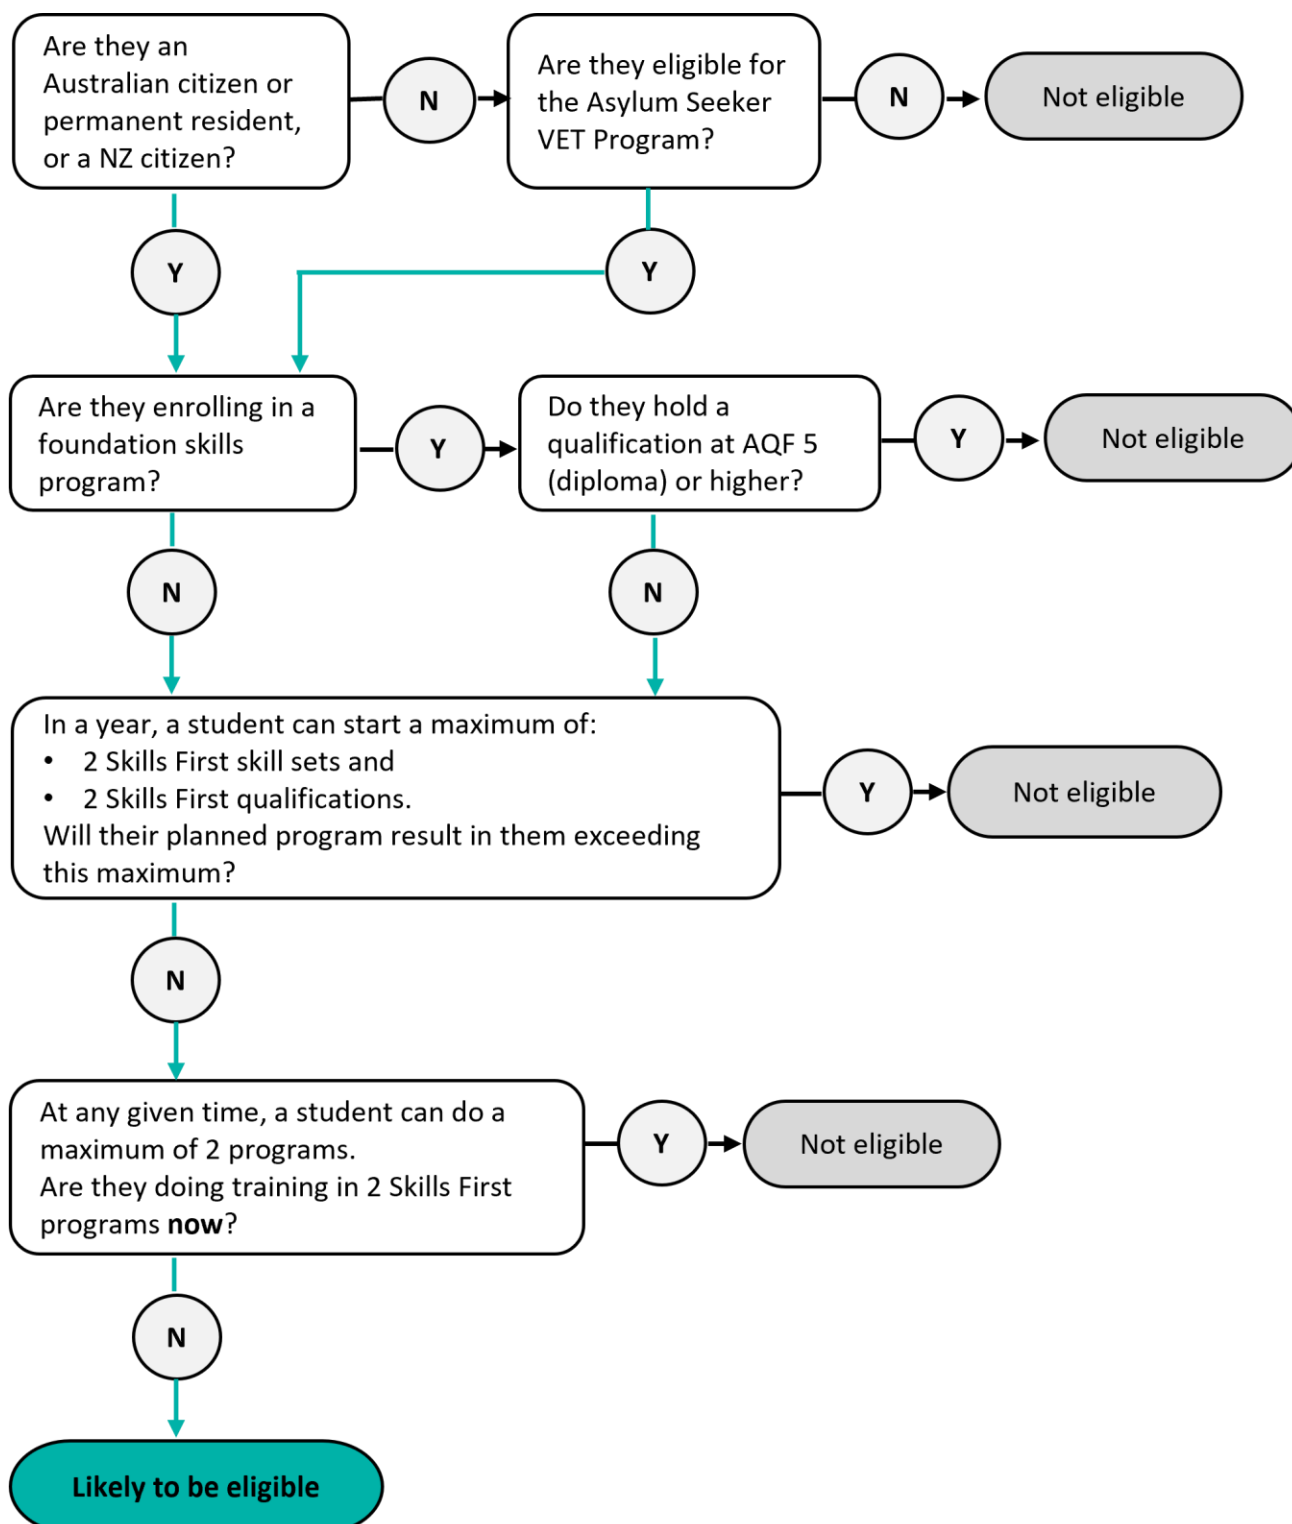 Are they an
Australian citizen or
permanent resident,
or a NZ citizen?
N
Are they eligible for
the Asylum Seeker
VET Program?
N
Not eligible
Y
Y
Are they enrolling in a
foundation skills
program?
Y
Do they hold a
qualification at AQF 5
(diploma) or higher?
Y
Not eligible
N
N
In a year, a student can start a maximum of:
• 2 Skills First skill sets and
• 2 Skills First qualifications.
Will their planned program result in them exceeding
this maximum?
Y
Not eligible
N
At any given time, a student can do a
maximum of 2 programs.
Are they doing training in 2 Skills First
programs now?
Y
Not eligible
N
Likely to be eligible